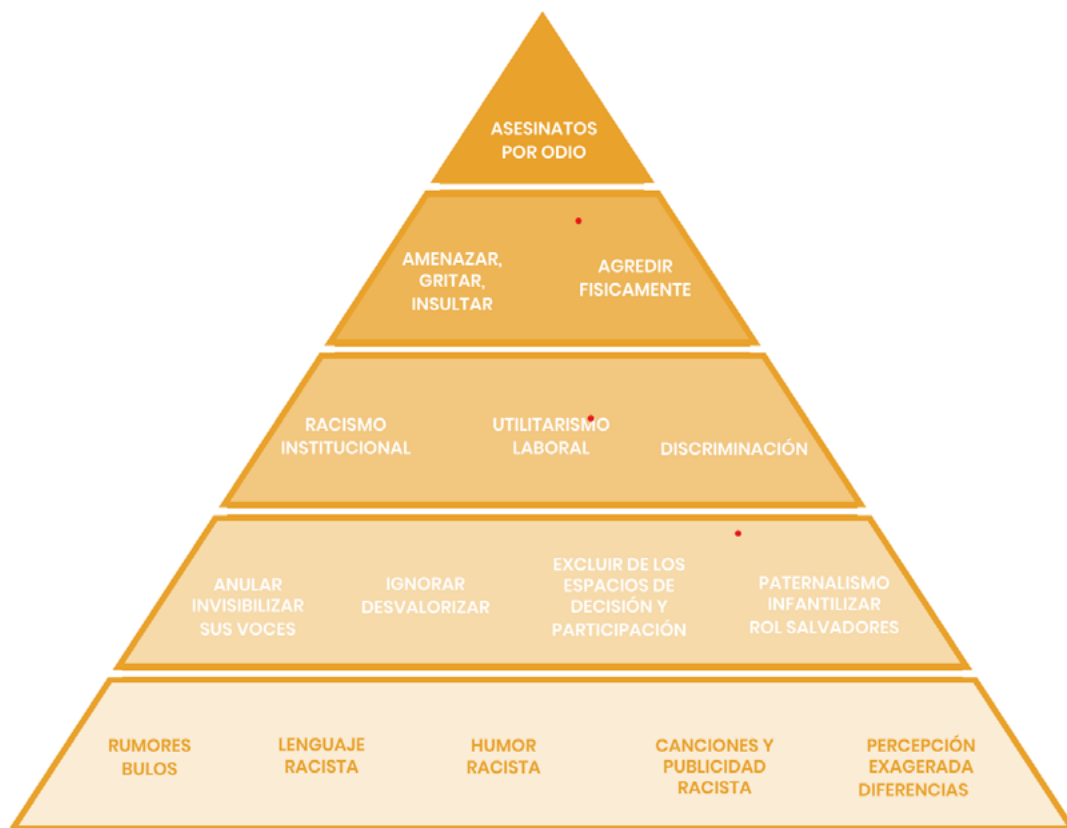 ASESINATOS
POR ODIO
AMENAZAR,
GRITAR,
INSULTAR
AGREDIR
FISICAMENTE
RACISMO
INSTITUCIONAL
UTILITARISMO
LABORAL
DISCRIMINACIÓN
ANULAR
INVISIBILIZAR
SUS VOCES
IGNORAR
DESVALORIZAR
EXCLUIR DE LOS
ESPACIOS DE
DECISIÓN Y
PARTICIPACIÓN
PATERNALISMO
INFANTILIZAR
ROL SALVADORES
RUMORES
BULOS
LENGUAJE
RACISTA
HUMOR
RACISTA
CANCIONES Y
PUBLICIDAD
RACISTA
PERCEPCIÓN
EXAGERADA
DIFERENCIAS